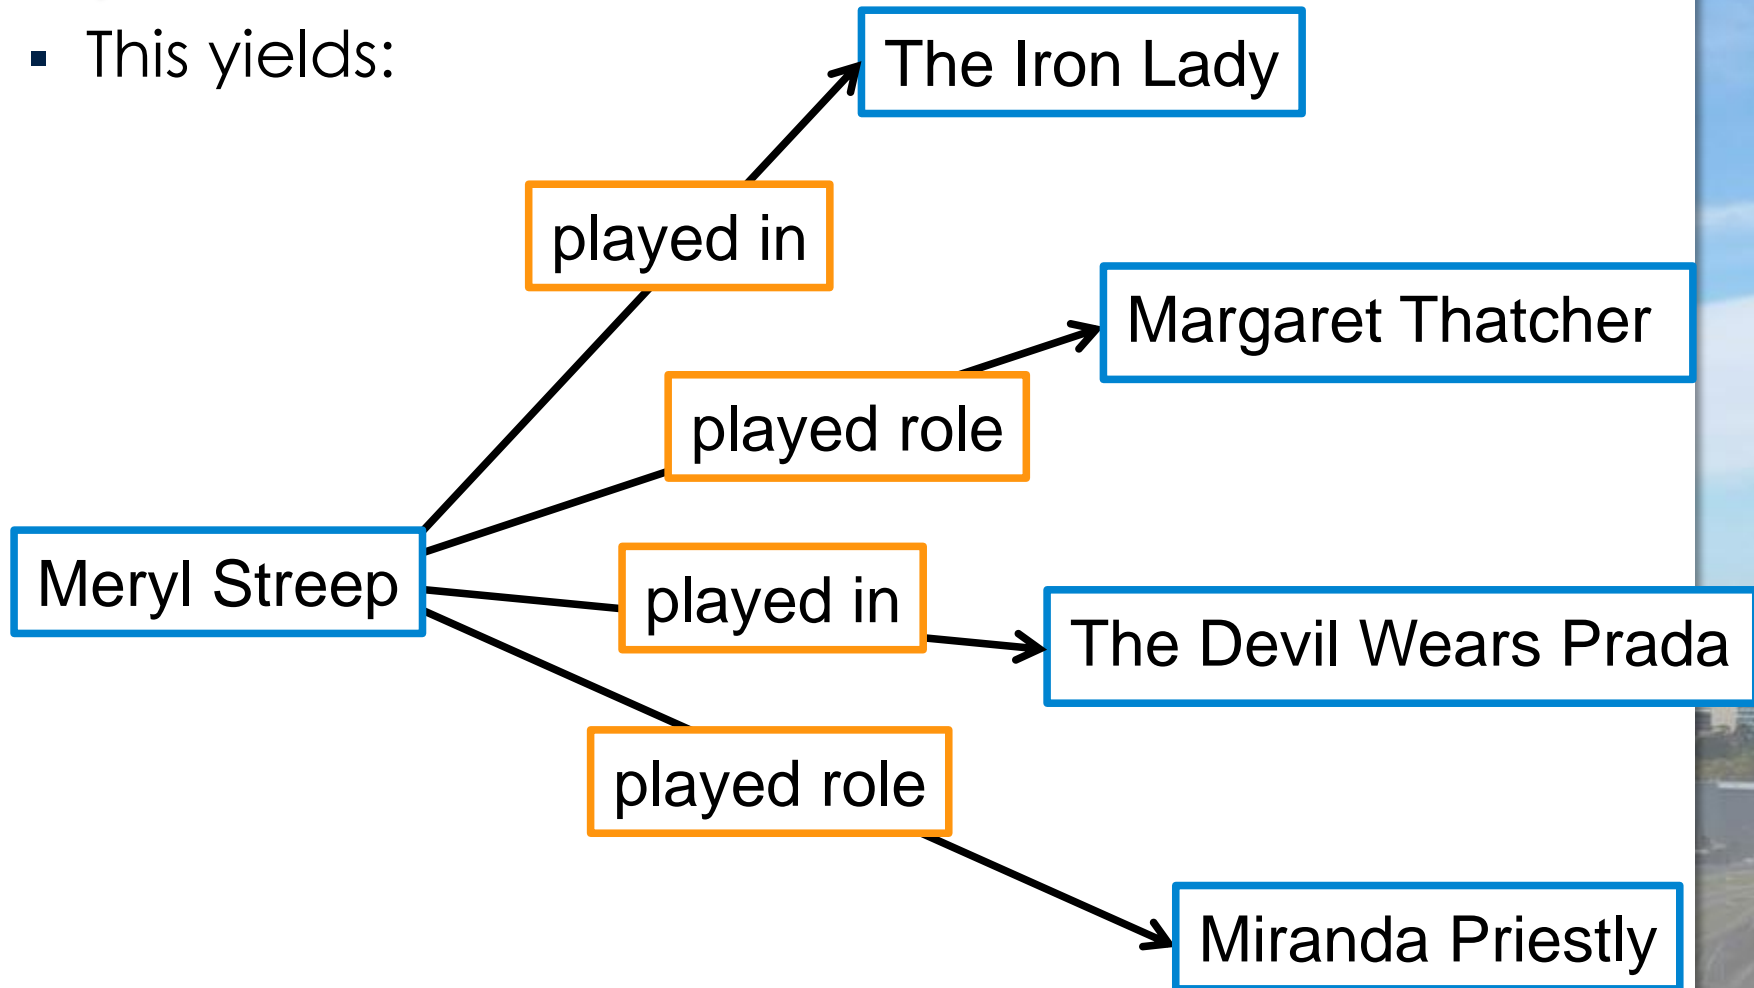 ▪ This yields:
The Iron Lady
played in
Margaret Thatcher
played role
Meryl Streep
played in
The Devil Wears Prada
played role
Miranda Priestly